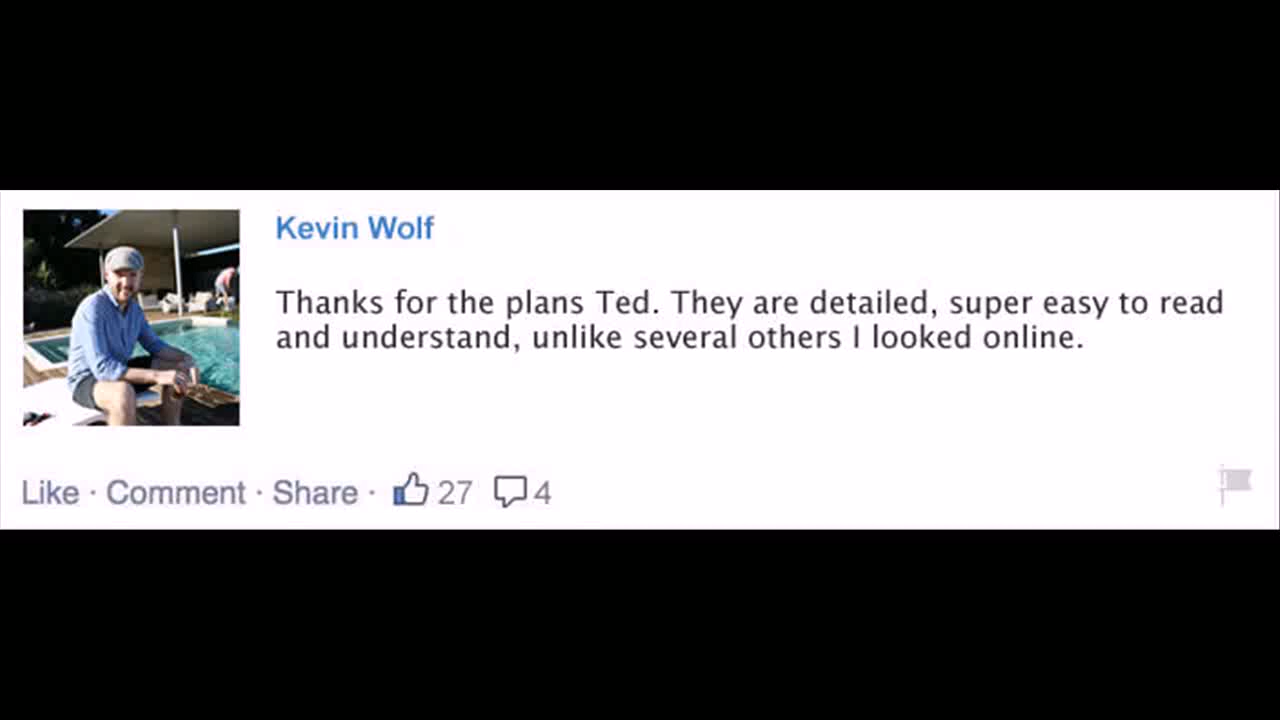 Kevin Wolf
Thanks for the plans Ted. They are detailed, super easy to read
and understand, unlike several others I looked online.
Like · Comment · Share · 27 4